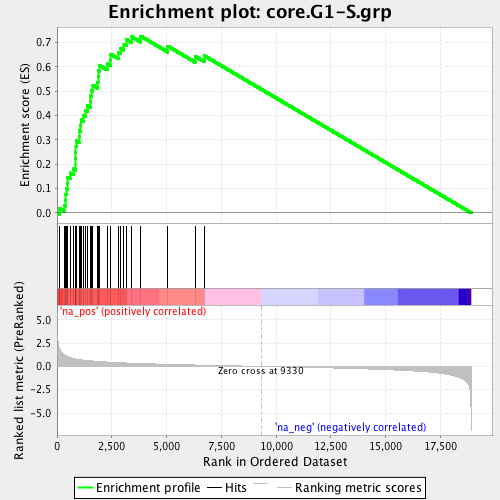 Enrichment plot: core.G1-S.grp
Enrichment score (ES)
0.7
0.6
0.5
0.4
0.3
0.2
0.1
0.0
'na_pos' (positively correlated)
Ranked list metric (PreRanked)
5.0
2.5
0.0
-2.5
-5.0
Zero cross at 9330
'na_neg' (negatively correlated)
0 2,500 5,000 7,500 10,000 12,500 15,000 17,500
Rank in Ordered Dataset
Enrichment profile Hits Ranking metric scores